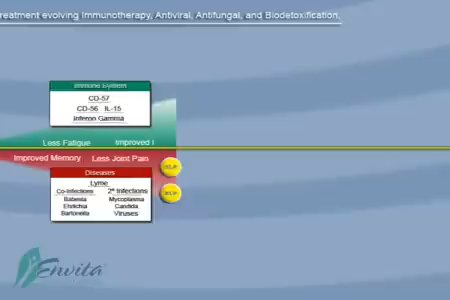 reatment evolving Immunotherapy, Antiviral, Antifungal, and Biodetoxification.
Immune System
CD-57
CD-56 IL-15
Inferon Gamma
Less Fatigue Improved I
Improved Memory Less Joint Pain
Diseases
Lyme
Co-Infections 2° Infections
Babesia Mycoplasma
Ehrlichia Candida
Bartonella Viruses
Envita